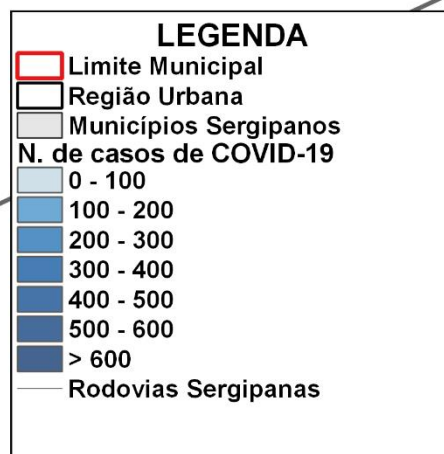 LEGENDA
Limite Municipal
Região Urbana
Municípios Sergipanos
N. de casos de COVID-19
0 - 100
100 - 200
200 - 300
300 - 400
400 - 500
500 - 600
> 600
Rodovias Sergipanas